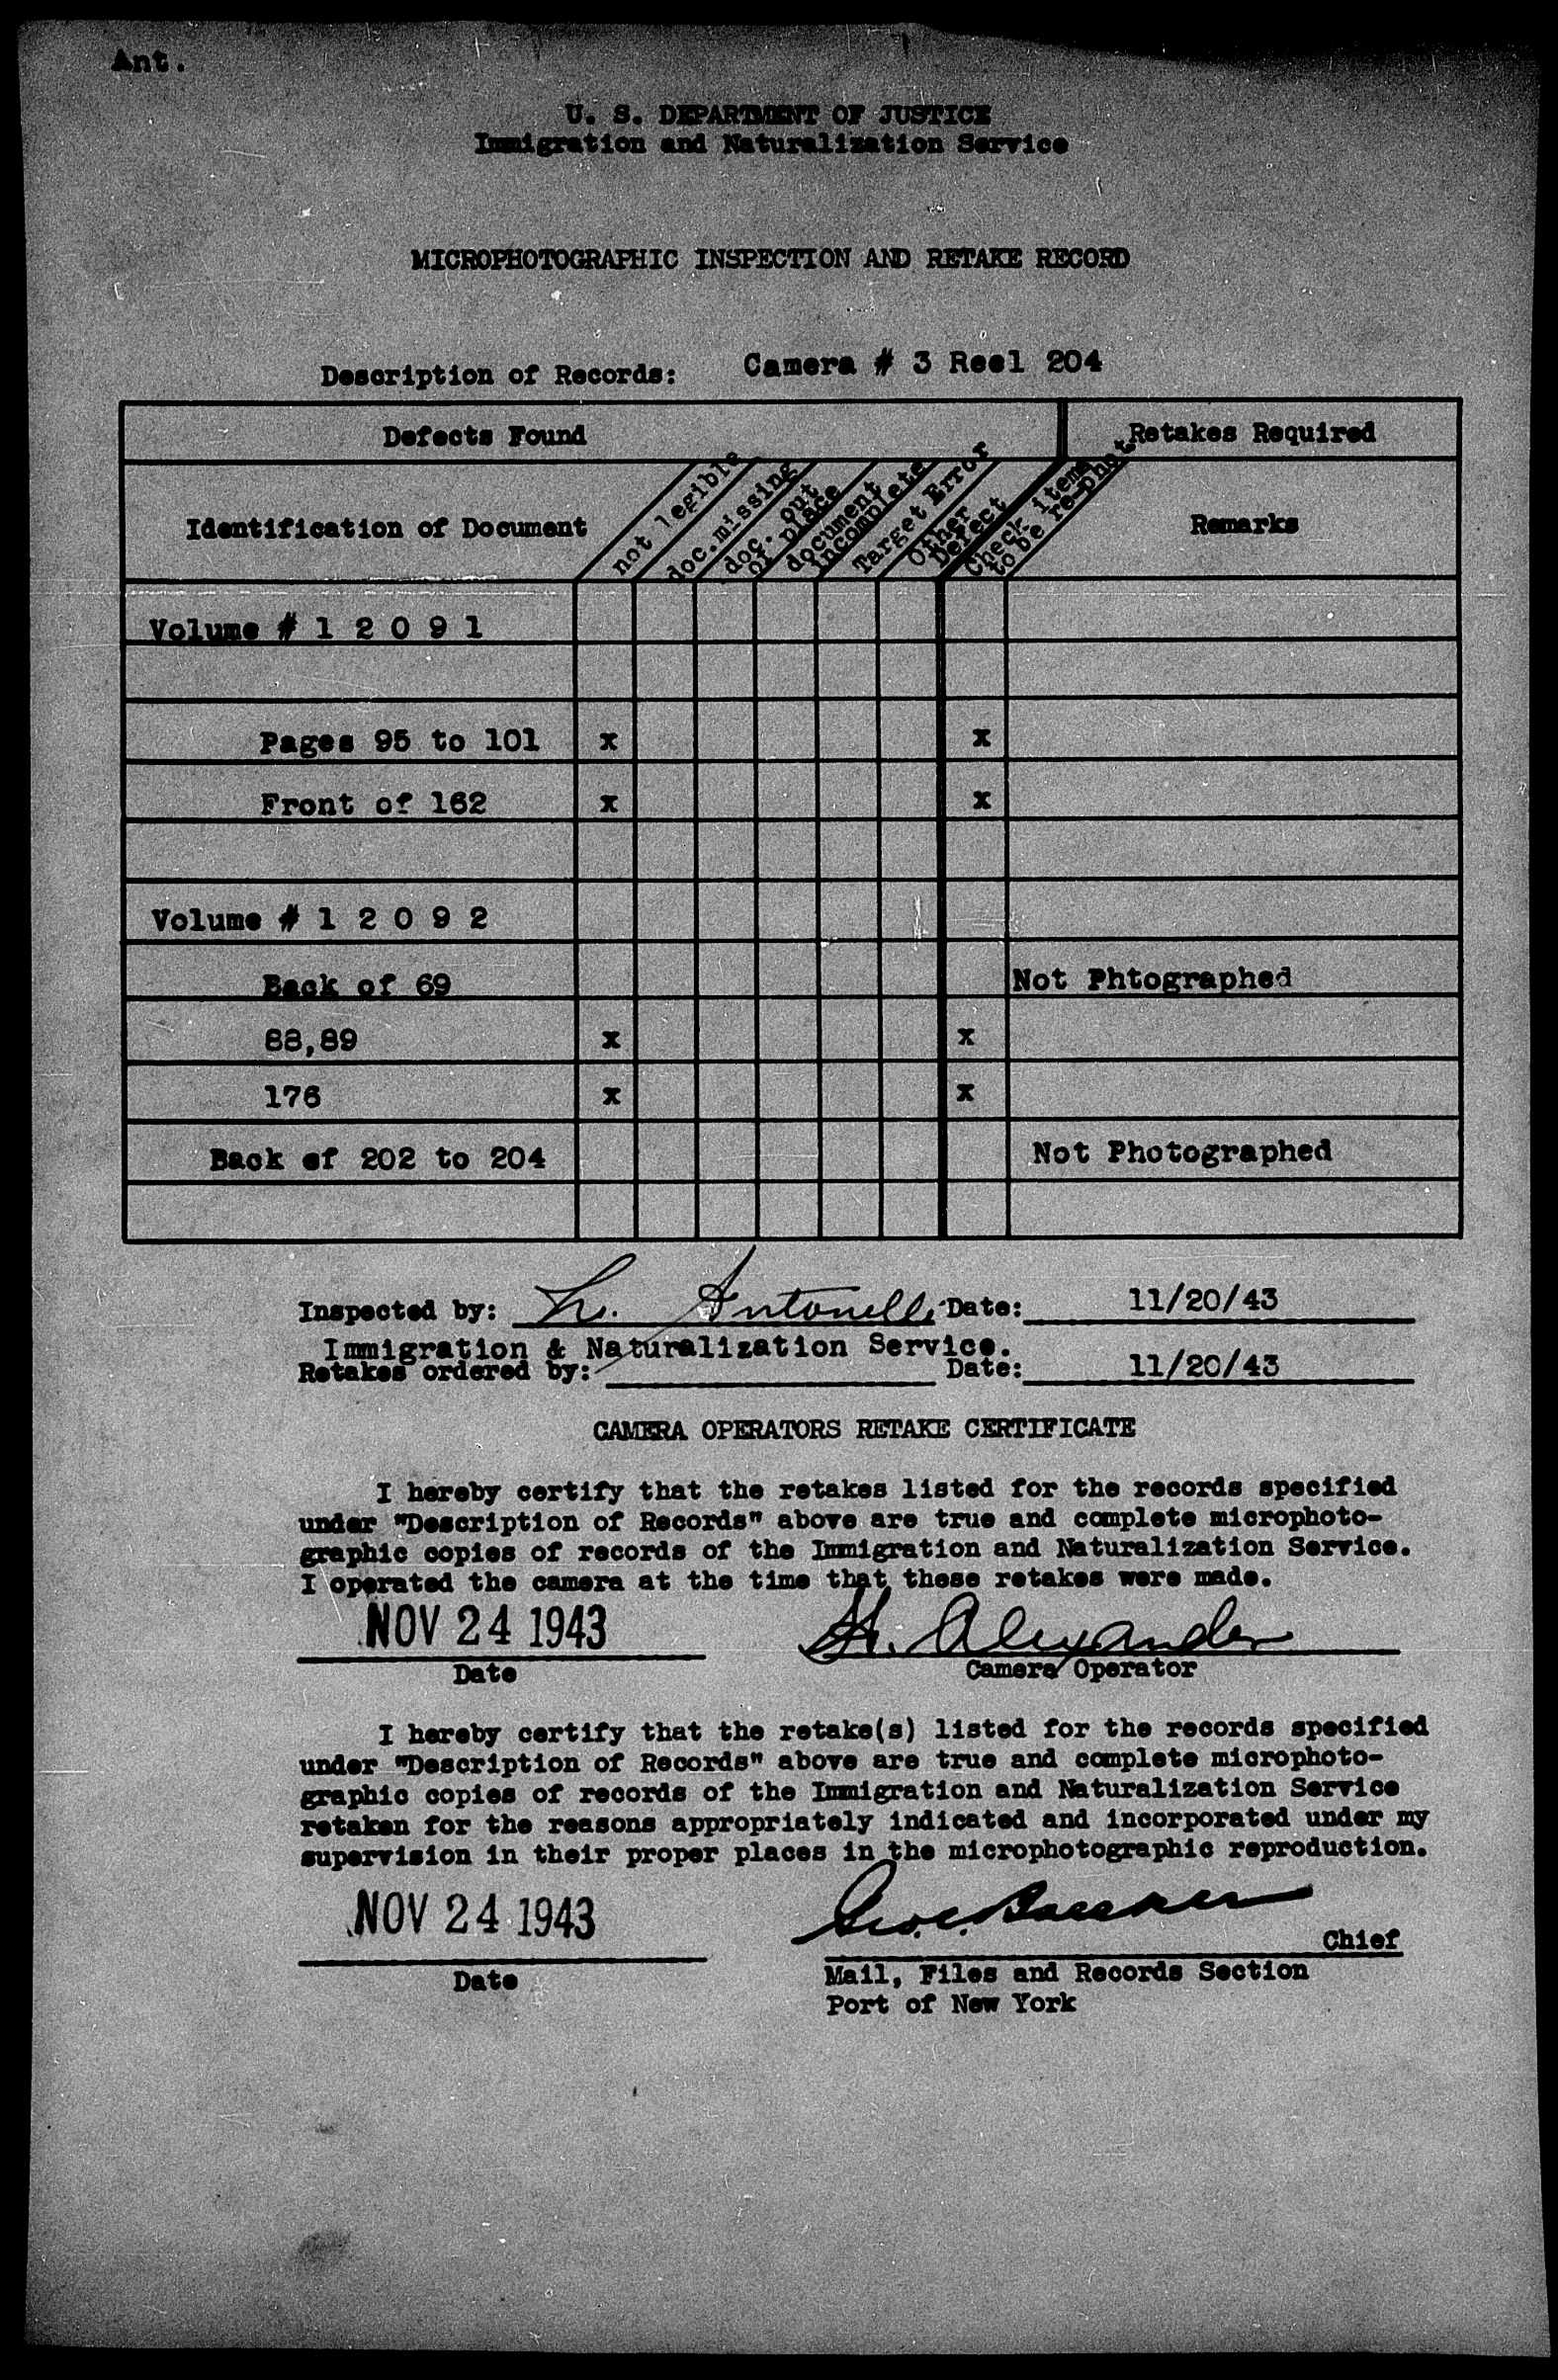 Ant.
U. S. DEPARTMENT OF JUSTICE
Immigration and Naturalization Service
MICROPHOTOGRAPHIC INSPECTION AND RETAKE RECORD
Description of Records: Camera # 3 Reel 204
Defects Found
Retakes Required
Identification of Document
not legible
doc. missing
doc. out
of place
document
incomplete
Target Error
Other
Defect
Check items
to be re-phot.
Remarks
Volume # 1 2 0 9 1
Pages 95 to 101 x x
Front of 162 x x
Volume # 1 2 0 9 2
Back of 69 Not Phtographed
88,89 x x
176 x x
Back of 202 to 204 Not Photographed
Inspected by: Antonelli Date: 11/20/43
Immigration & Naturalization Service.
Retakes ordered by: Date: 11/20/43
CAMERA OPERATORS RETAKE CERTIFICATE
I hereby certify that the retakes listed for the records specified
under "Description of Records" above are true and complete microphoto-
graphic copies of records of the Immigration and Naturalization Service.
I operated the camera at the time that these retakes were made.
NOV 24 1943 H. Alexander
Date Camera Operator
I hereby certify that the retake(s) listed for the records specified
under "Description of Records" above are true and complete microphoto-
graphic copies of records of the Immigration and Naturalization Service
retaken for the reasons appropriately indicated and incorporated under my
supervision in their proper places in the microphotographic reproduction.
NOV 24 1943
Chief
Date Mail, Files and Records Section
Port of New York